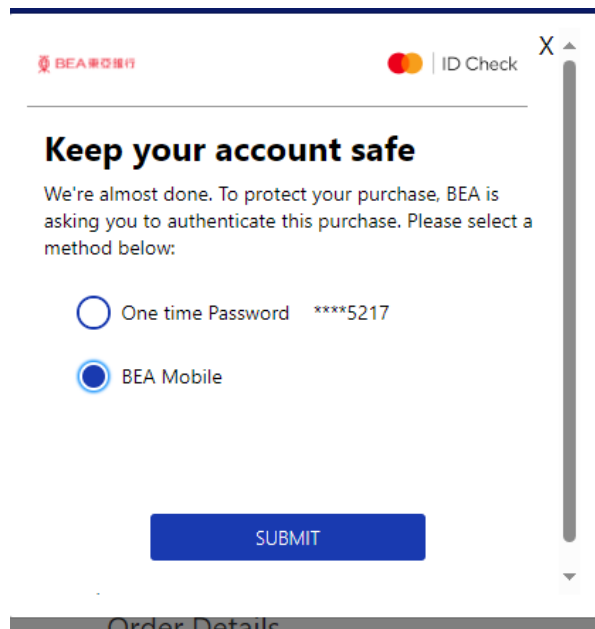 BEA東亞銀行
ID Check
X
Keep your account safe
We're almost done. To protect your purchase, BEA is
asking you to authenticate this purchase. Please select a
method below:
One time Password ****5217
BEA Mobile
SUBMIT
Order Details